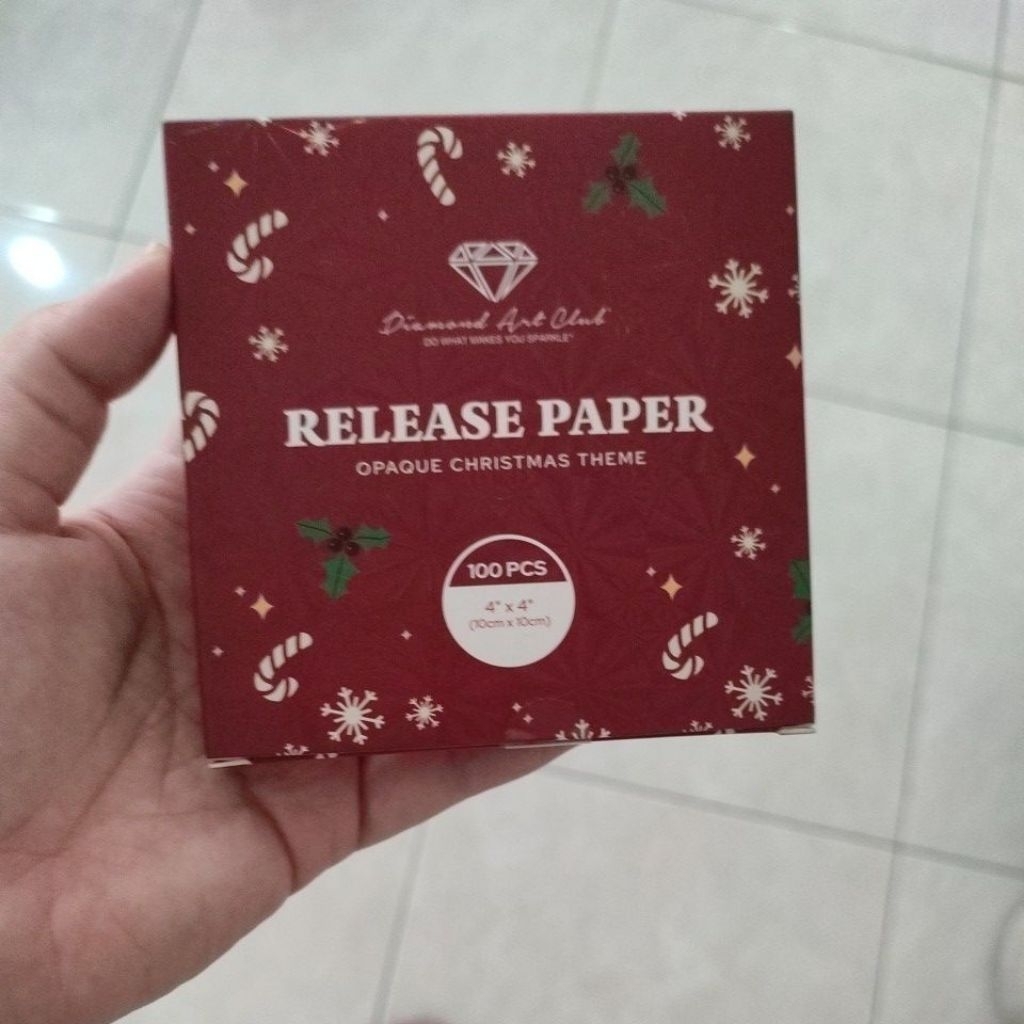 Diamond Art Club
DO WHAT MAKES YOU SPARKLE
RELEASE PAPER
OPAQUE CHRISTMAS THEME
100 PCS
4" x 4"
(10cm x 10cm)